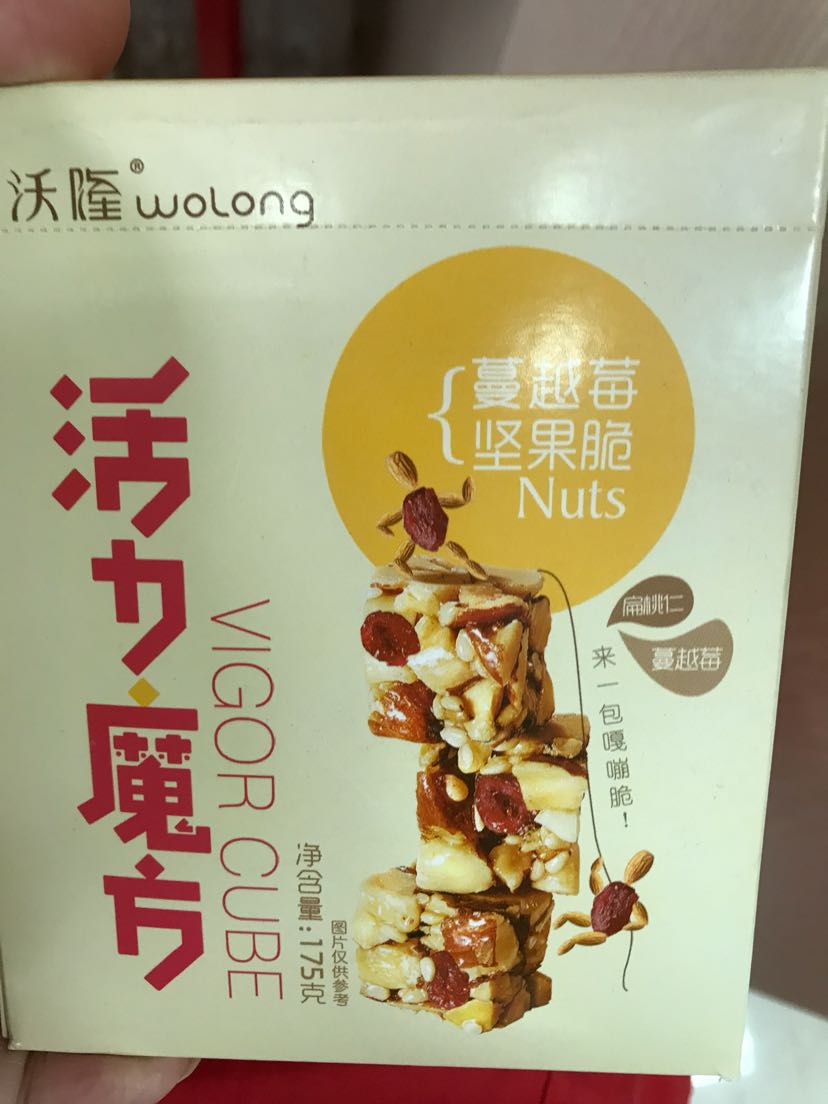 沃隆® woLong
{蔓越莓
坚果脆
Nuts
活力·魔方
VIGOR CUBE
扁桃仁
蔓越莓
来一包嘎嘣脆！
净含量：175克
图片仅供参考